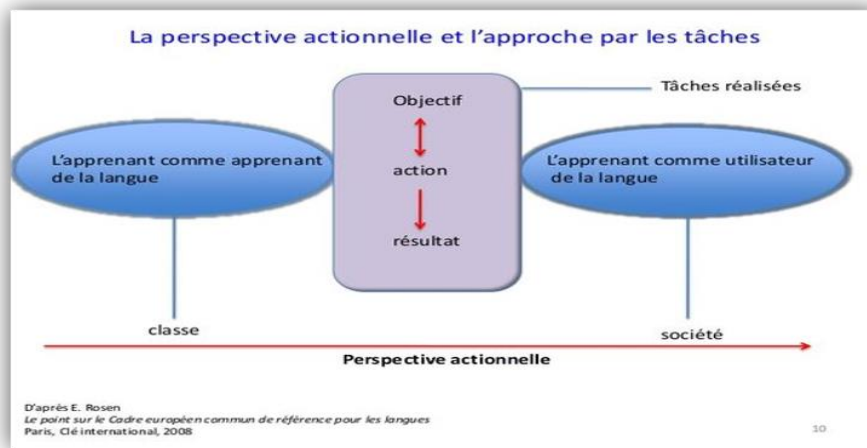 La perspective actionnelle et l'approche par les tâches
Objectif
Tâches réalisées
L'apprenant comme apprenant
de la langue
action
L'apprenant comme utilisateur
de la langue
résultat
classe
société
Perspective actionnelle
D'après E. Rosen
Le point sur le Cadre européen commun de référence pour les langues
Paris, Clé international, 2008
10